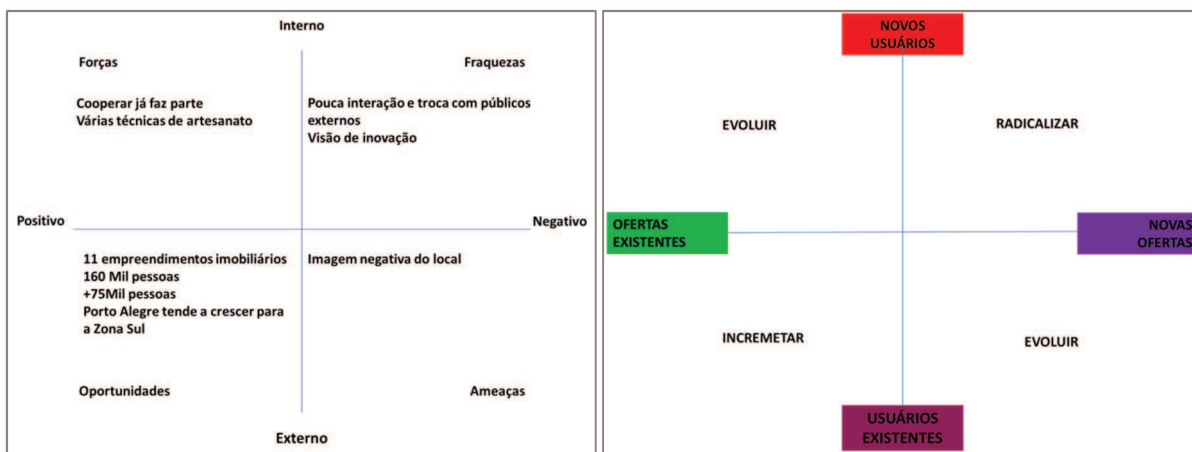 Interno
Forças
Fraquezas
Cooperar já faz parte
Várias técnicas de artesanato
Pouca interação e troca com públicos
externos
Visão de inovação
Positivo
Negativo
11 empreendimentos imobiliários
160 Mil pessoas
+75Mil pessoas
Porto Alegre tende a crescer para
a Zona Sul
Imagem negativa do local
Oportunidades
Ameaças
Externo
NOVOS
USUÁRIOS
EVOLUIR
RADICALIZAR
OFERTAS
EXISTENTES
NOVAS
OFERTAS
INCREMETAR
EVOLUIR
USUÁRIOS
EXISTENTES